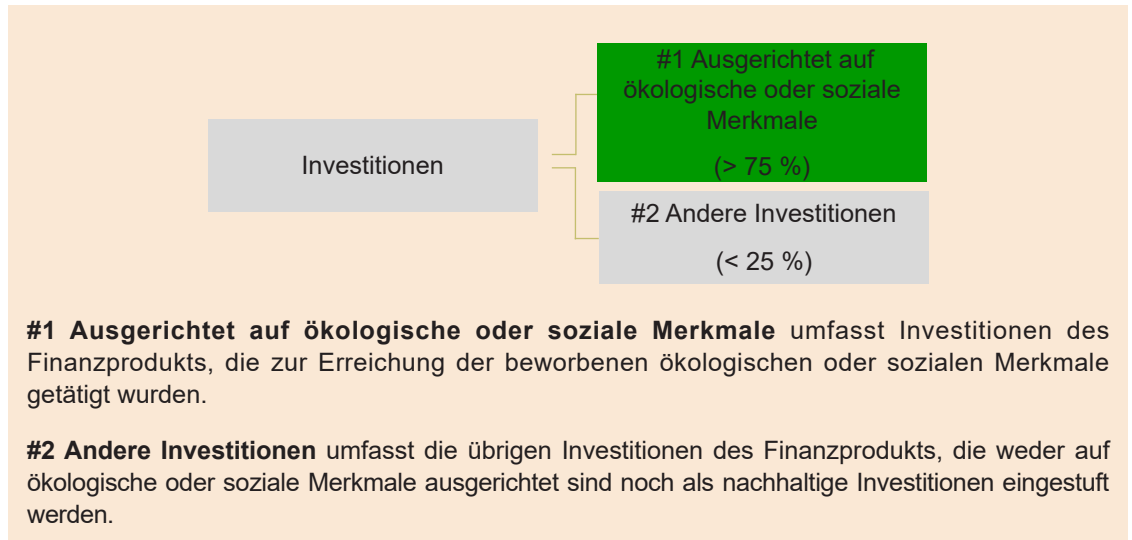 #1 Ausgerichtet auf
ökologische oder soziale
Merkmale
(> 75 %)
Investitionen
#2 Andere Investitionen
(< 25 %)
#1 Ausgerichtet auf ökologische oder soziale Merkmale umfasst Investitionen des
Finanzprodukts, die zur Erreichung der beworbenen ökologischen oder sozialen Merkmale
getätigt wurden.
#2 Andere Investitionen umfasst die übrigen Investitionen des Finanzprodukts, die weder auf
ökologische oder soziale Merkmale ausgerichtet sind noch als nachhaltige Investitionen eingestuft
werden.